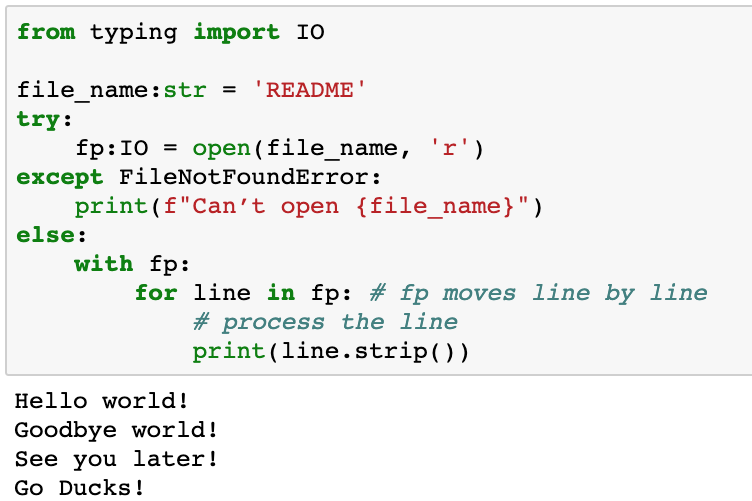 from typing import IO
file_name:str = 'README'
try:
    fp:IO = open(file_name, 'r')
except FileNotFoundError:
    print(f"Can’t open {file_name}")
else:
    with fp:
        for line in fp: # fp moves line by line
            # process the line
            print(line.strip())
Hello world!
Goodbye world!
See you later!
Go Ducks!